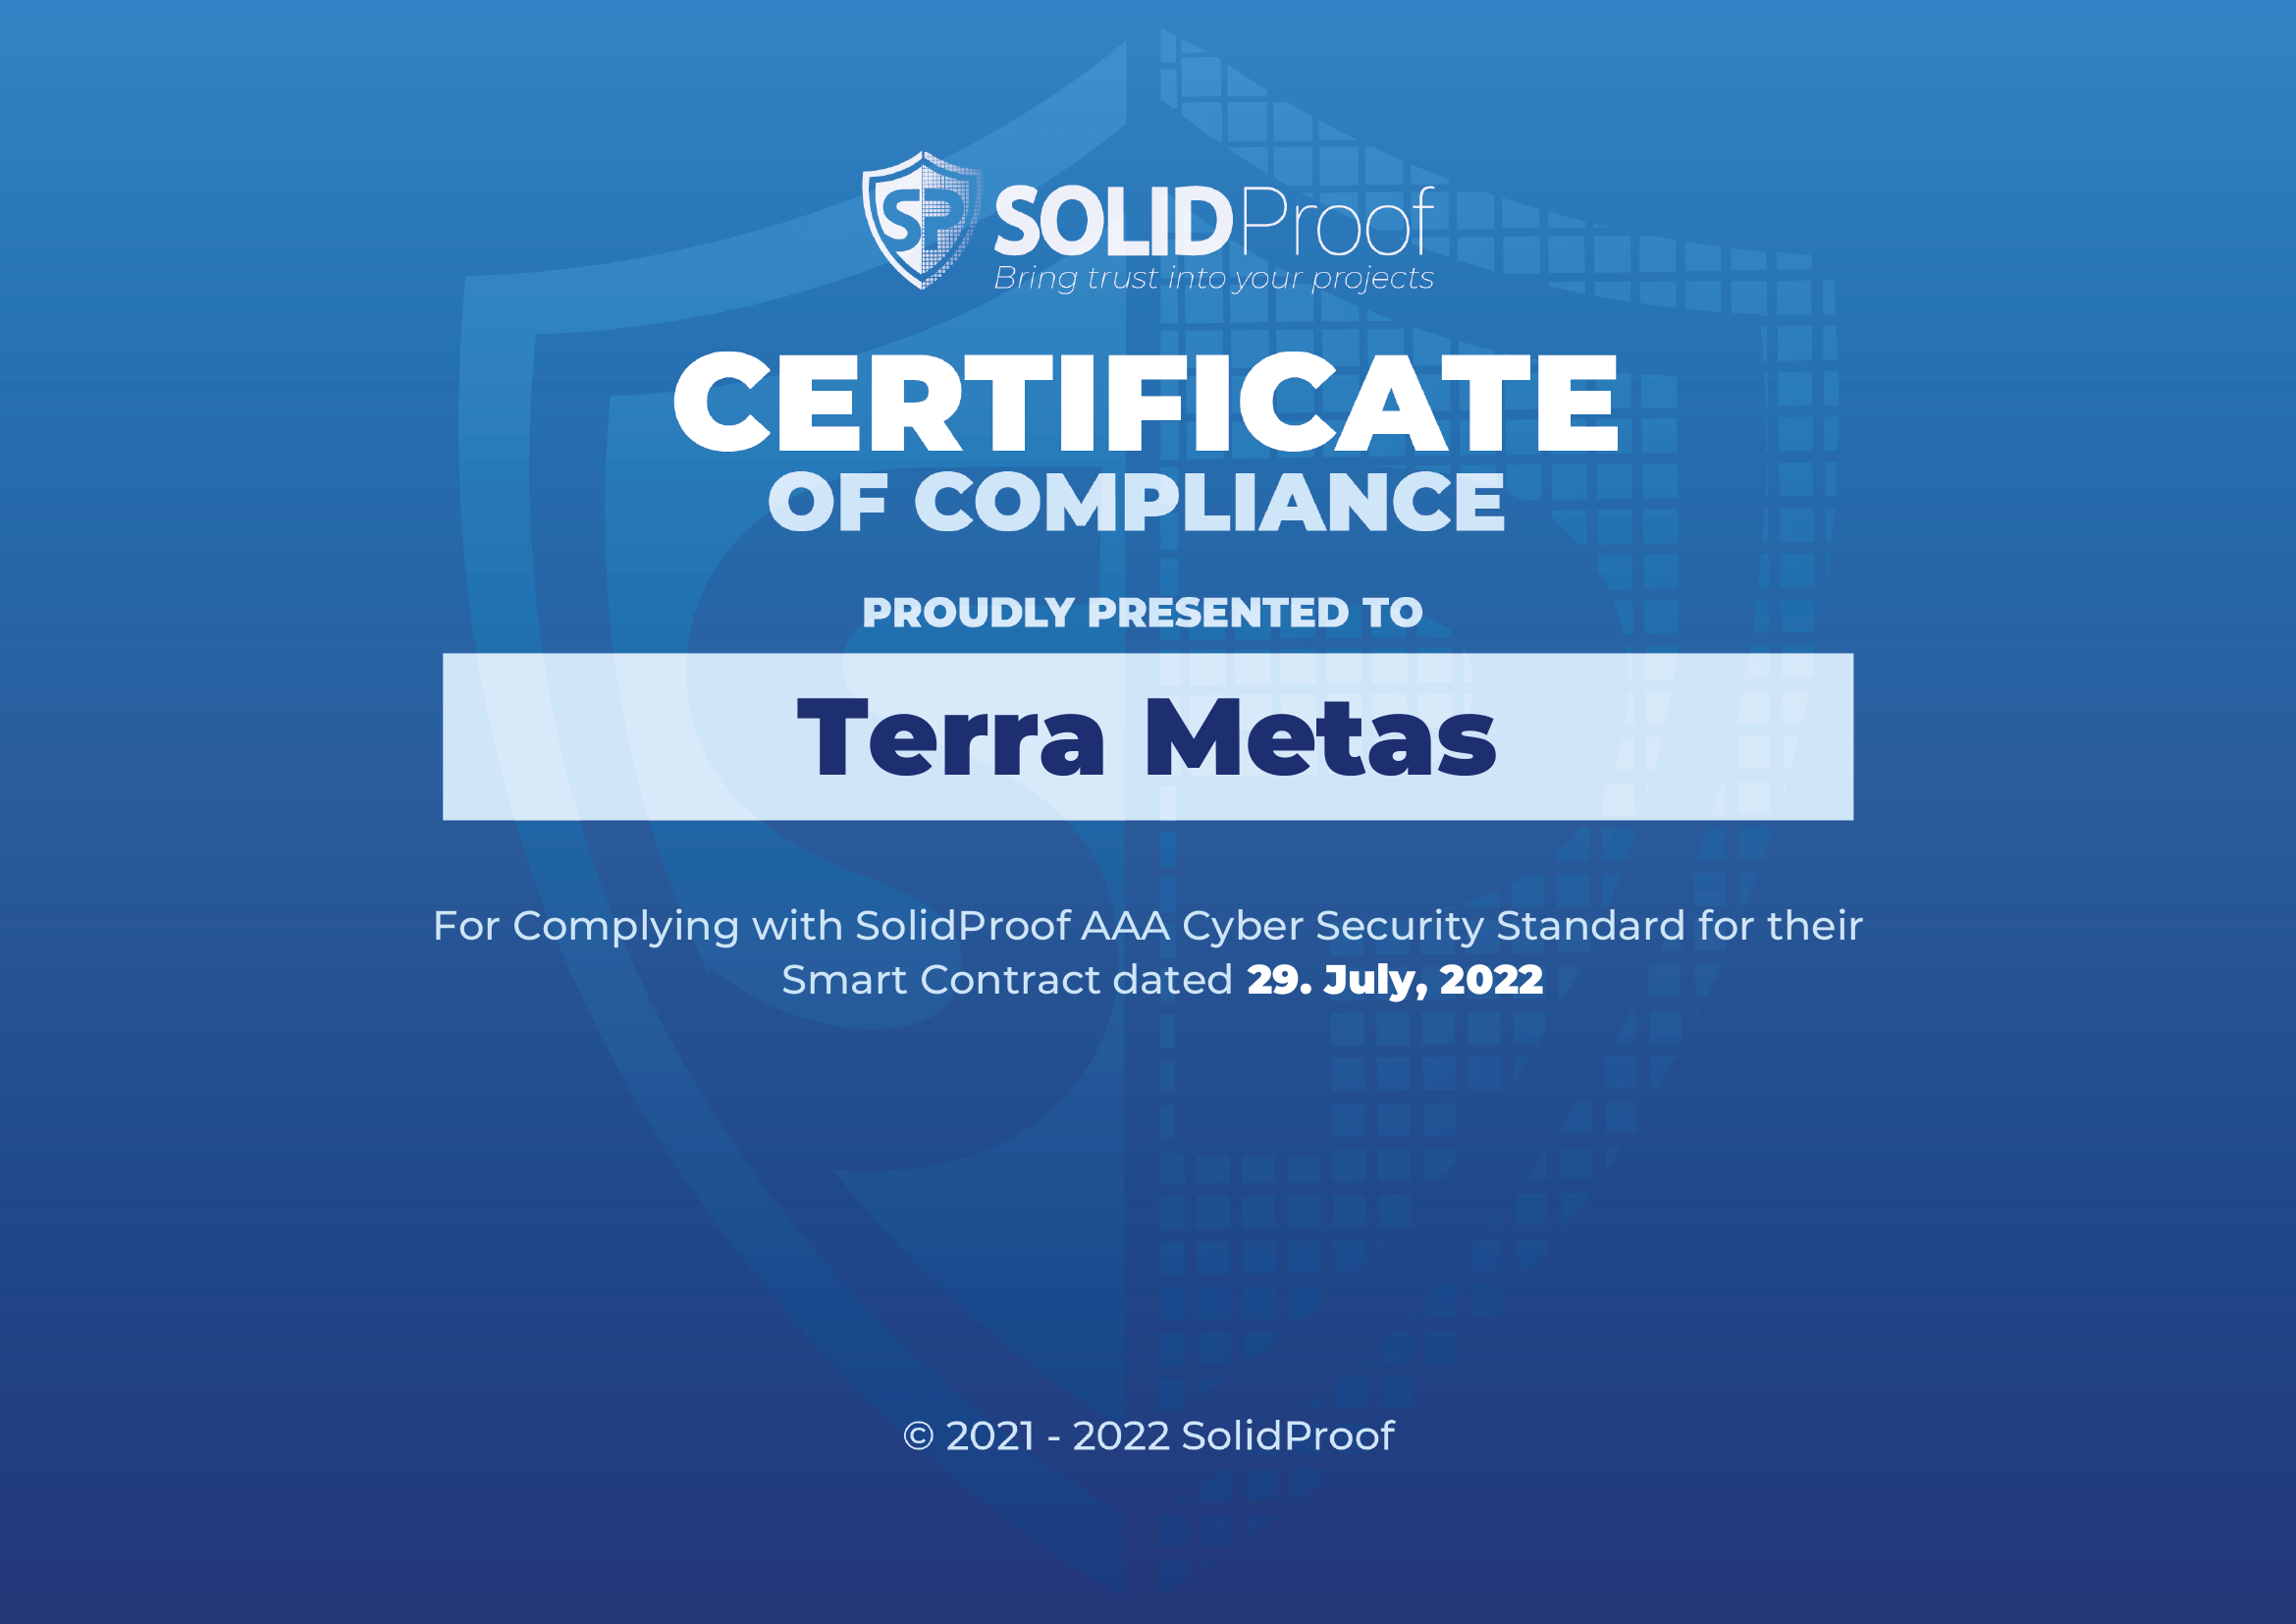 SP SOLIDProof
Bring trust into your projects
CERTIFICATE
OF COMPLIANCE
PROUDLY PRESENTED TO
Terra Metas
For Complying with SolidProof AAA Cyber Security Standard for their
Smart Contract dated 29. July, 2022
© 2021 - 2022 SolidProof